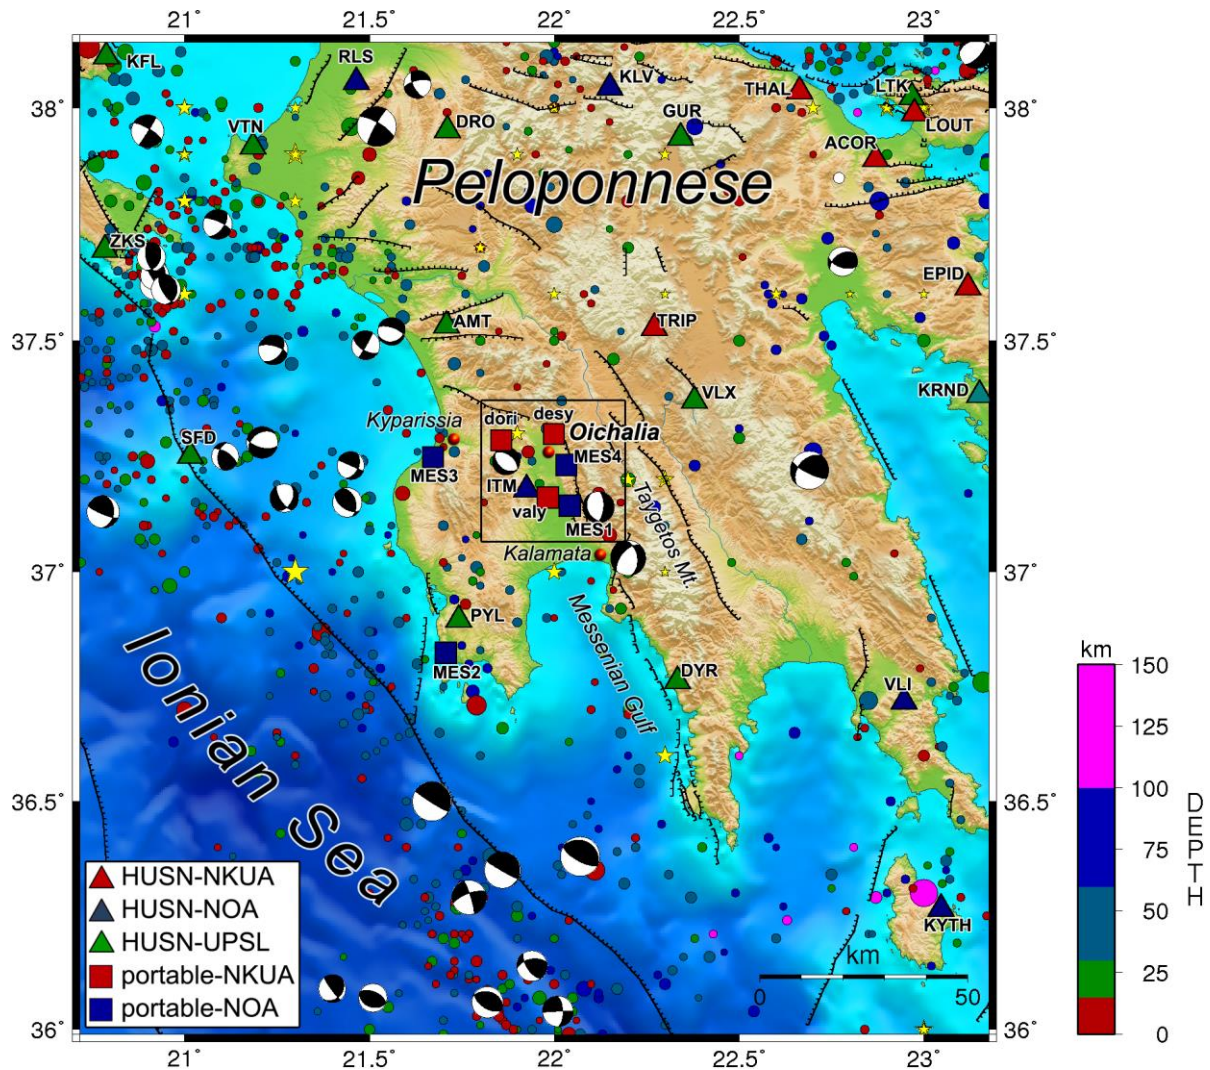 21˚ 21.5˚ 22˚ 22.5˚ 23˚
KFL
RLS
KLV
THAL
LTK
38˚ 38˚
LOUT
VTN
DRO
GUR
ACOR
Peloponnese
ZKS
EPID
AMT
TRIP
37.5˚ 37.5˚
VLX
KRND
Kyparissia
dori
desy
Oichalia
SFD
MES3
MES4
ITM
valy
MES1
Taygetos Mt.
Kalamata
37˚ 37˚
PYL
Messenian Gulf
MES2
DYR
VLI
Ionian Sea
36.5˚ 36.5˚
KYTH
HUSN-NKUA
HUSN-NOA
HUSN-UPSL
portable-NKUA
portable-NOA
km
0 50
36˚ 36˚
21˚ 21.5˚ 22˚ 22.5˚ 23˚
km
150
125
100
75
50
25
0
DEPTH